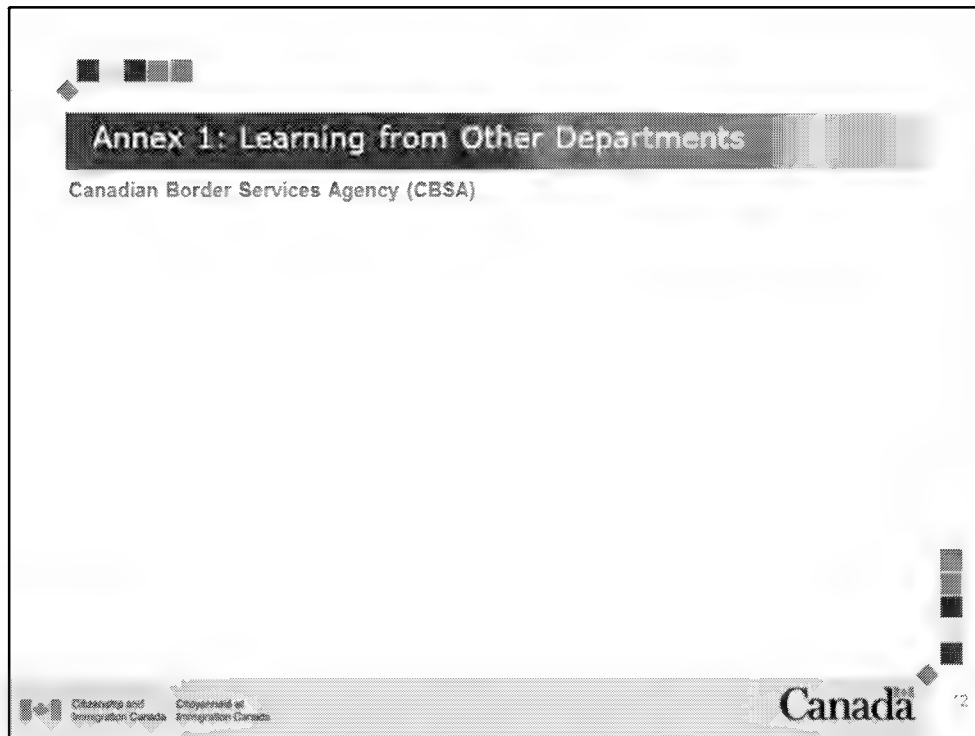 Annex 1: Learning from Other Departments
Canadian Border Services Agency (CBSA)
Citizenship and
Immigration Canada
Citoyenneté et
Immigration Canada
Canada
12